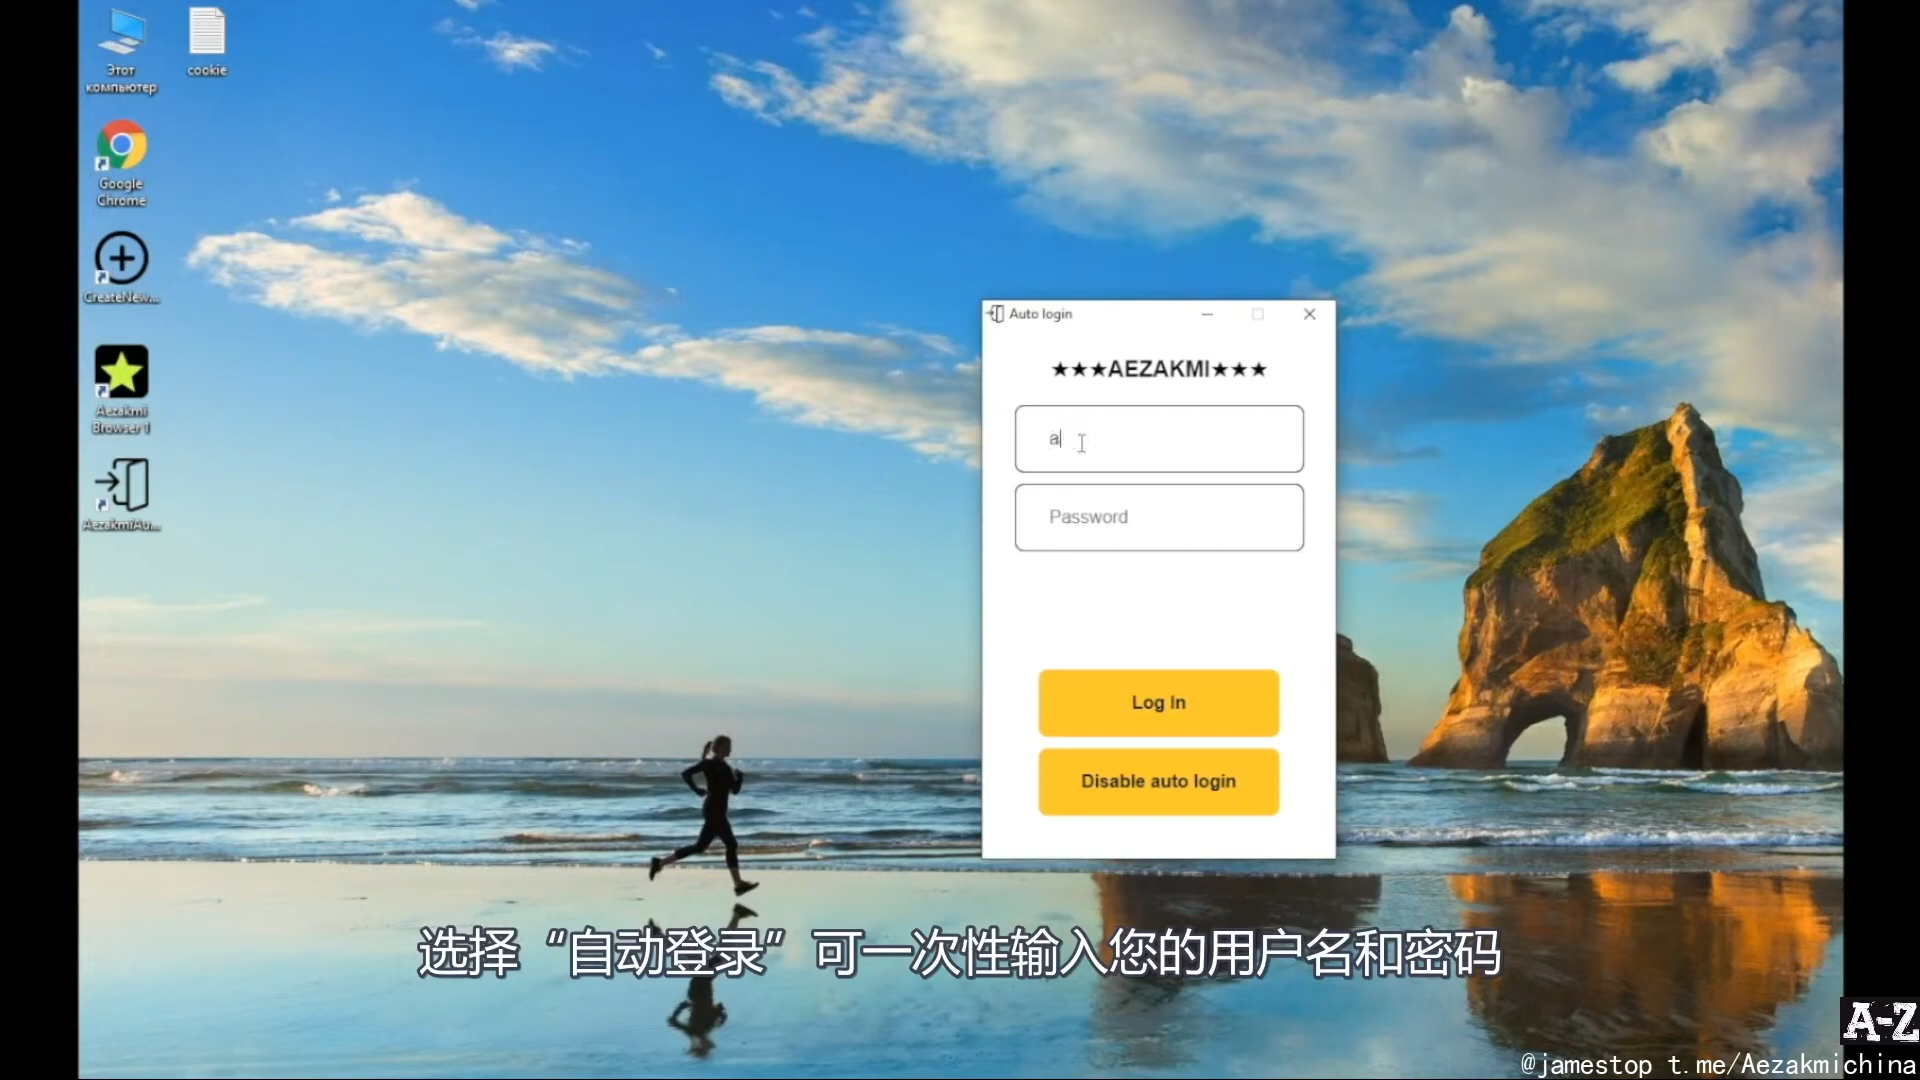 Этот
компьютер
cookie
Google
Chrome
CreateNew...
Aezakmi
Browser 1
AezakmiAu...
Auto login
★★★AEZAKMI★★★
a
Password
Log In
Disable auto login
选择“自动登录”可一次性输入您的用户名和密码
A-Z
@jamestop t.me/Aezakmichina